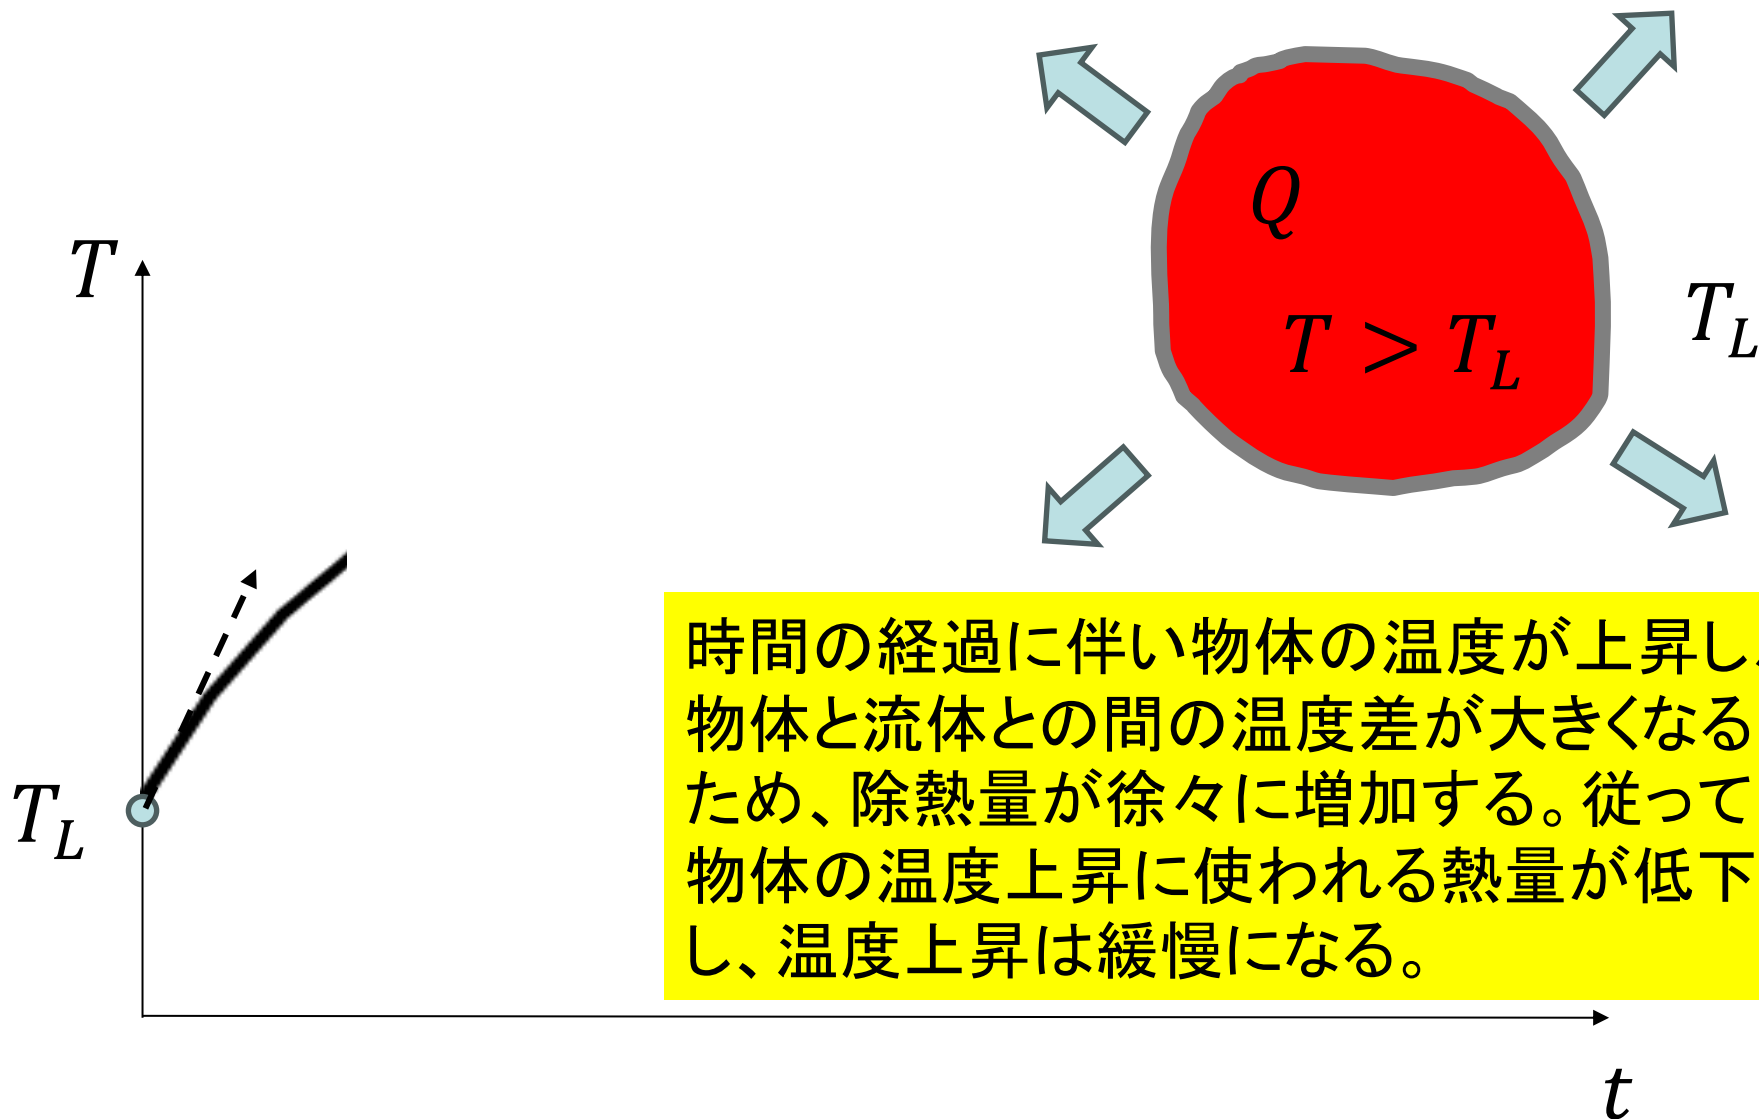 Q
T
T > T_L
T_L
時間の経過に伴い物体の温度が上昇し、
物体と流体との間の温度差が大きくなる
ため、除熱量が徐々に増加する。従って
物体の温度上昇に使われる熱量が低下
し、温度上昇は緩慢になる。
T_L
t